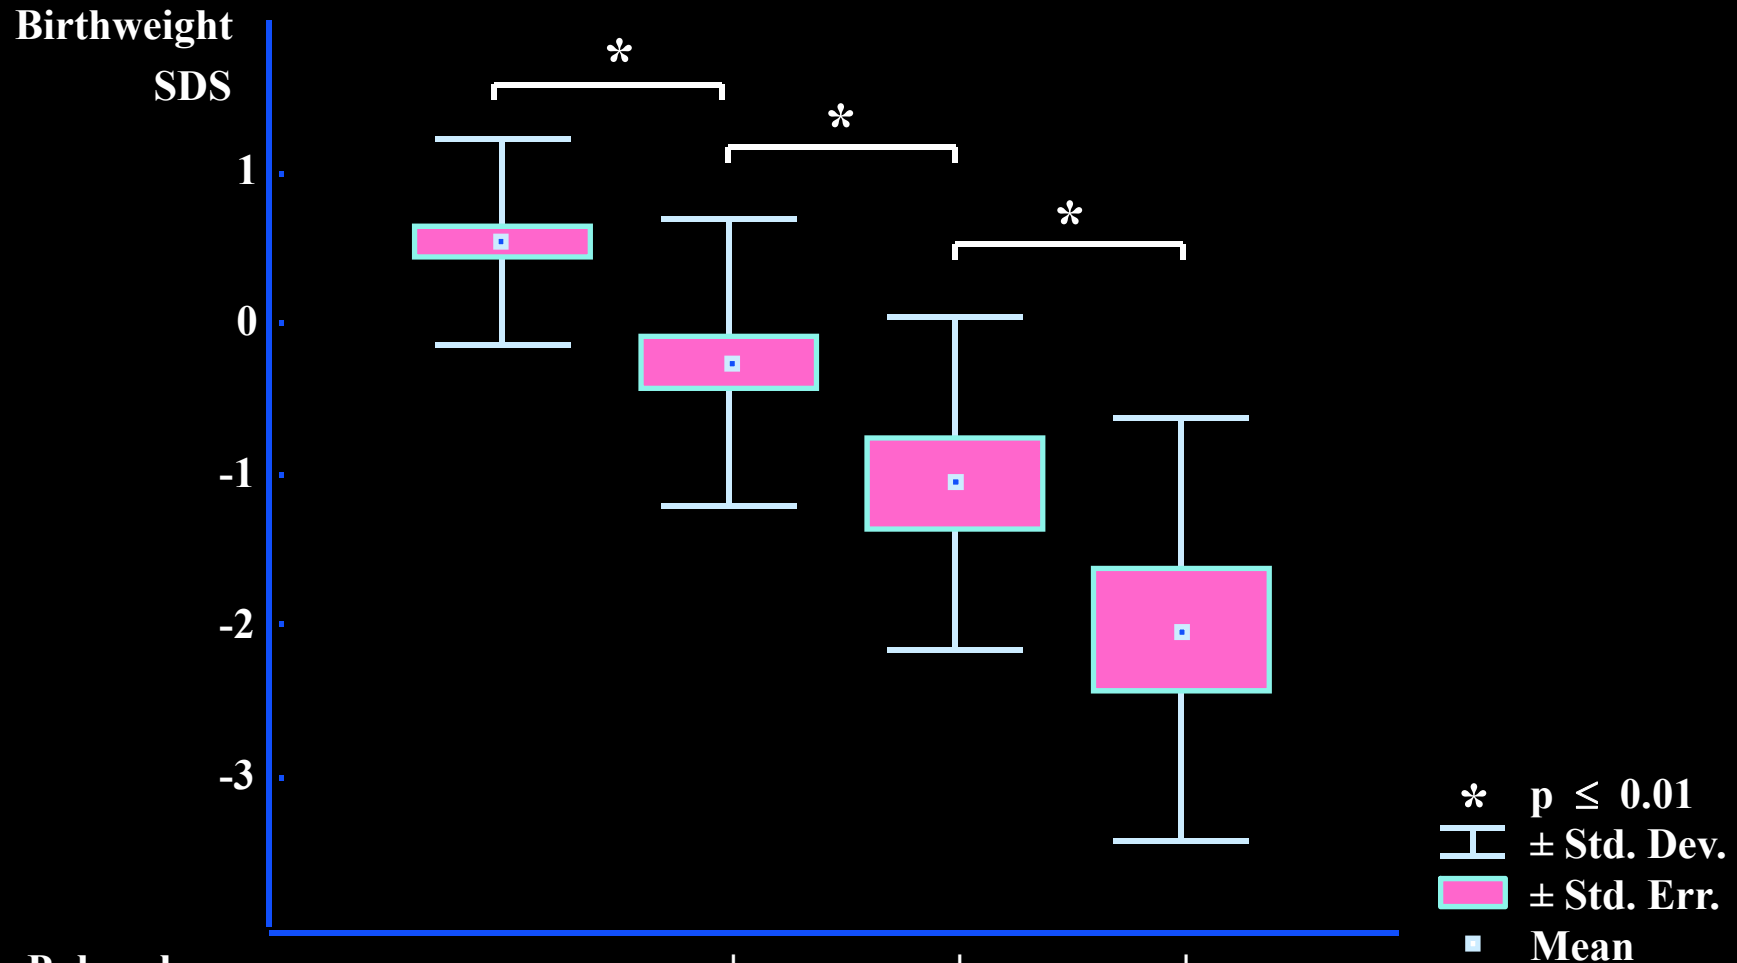 Birthweight
SDS
*
*
1
*
0
-1
-2
-3
* p ≤ 0.01
± Std. Dev.
± Std. Err.
Mean